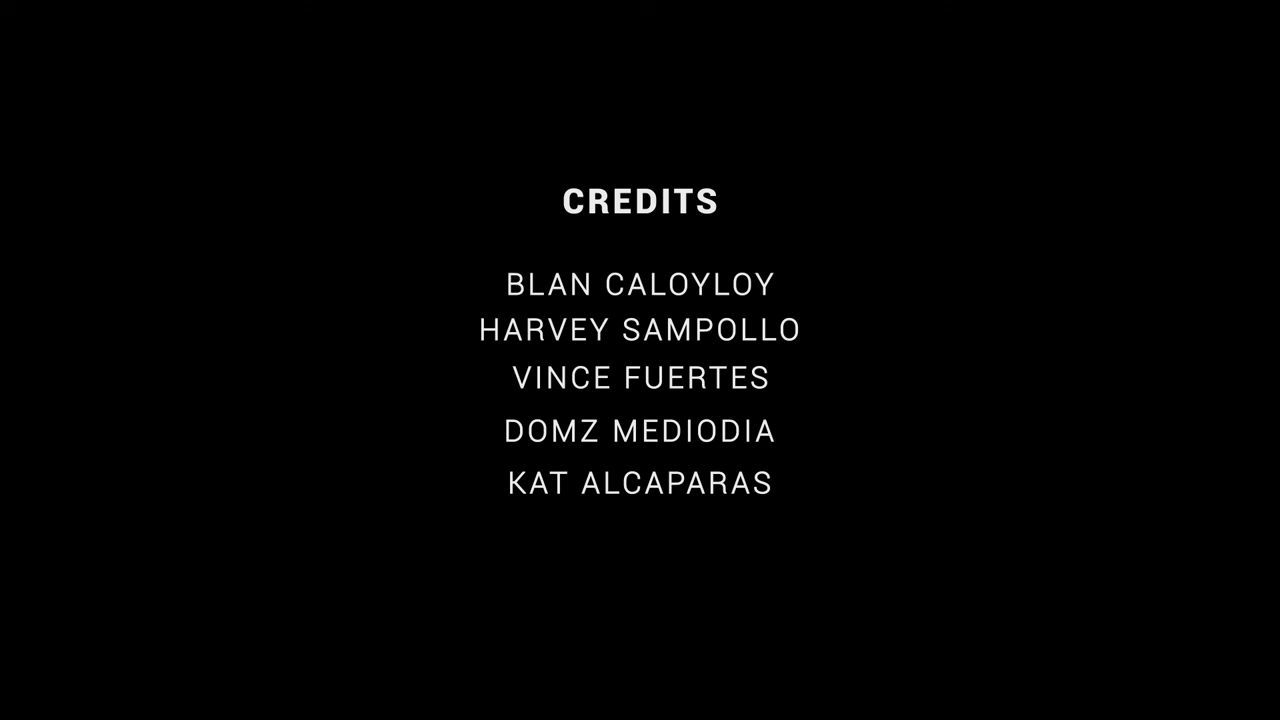 CREDITS
BLAN CALOYLOY
HARVEY SAMPOLLO
VINCE FUERTES
DOMZ MEDIODIA
KAT ALCAPARAS